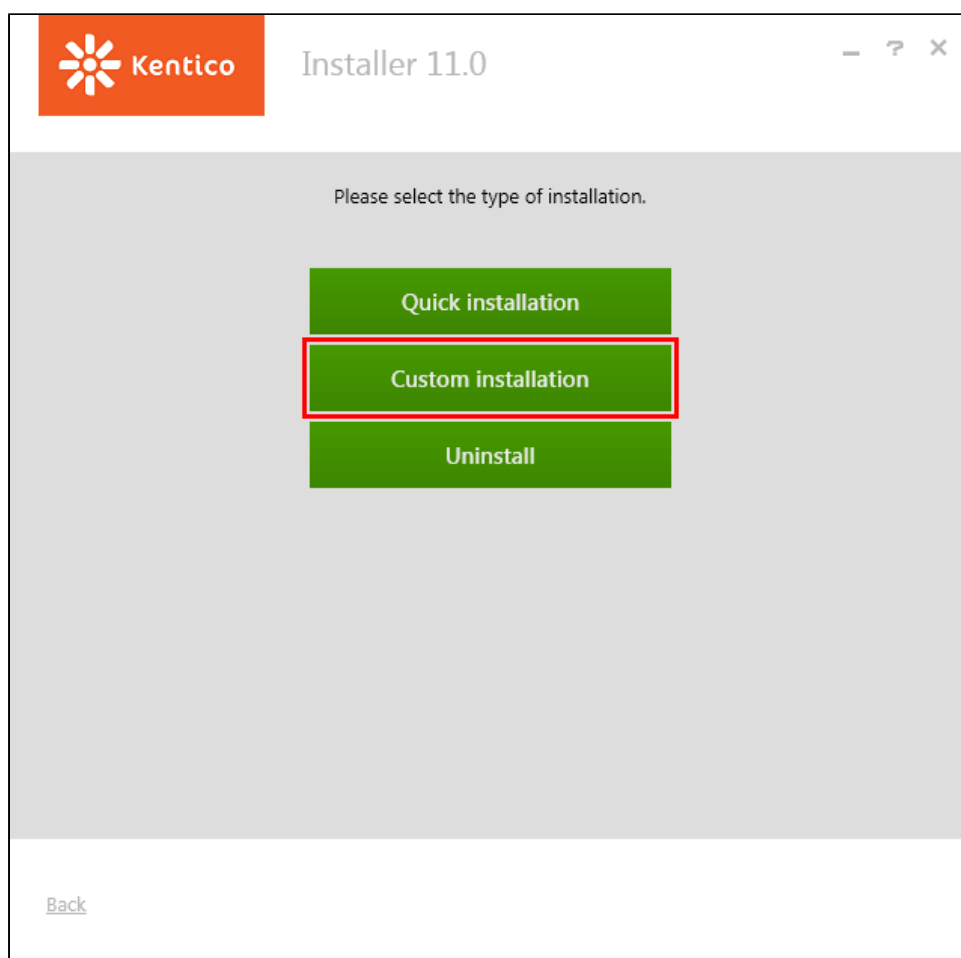 Kentico
Installer 11.0
Please select the type of installation.
Quick installation
Custom installation
Uninstall
Back